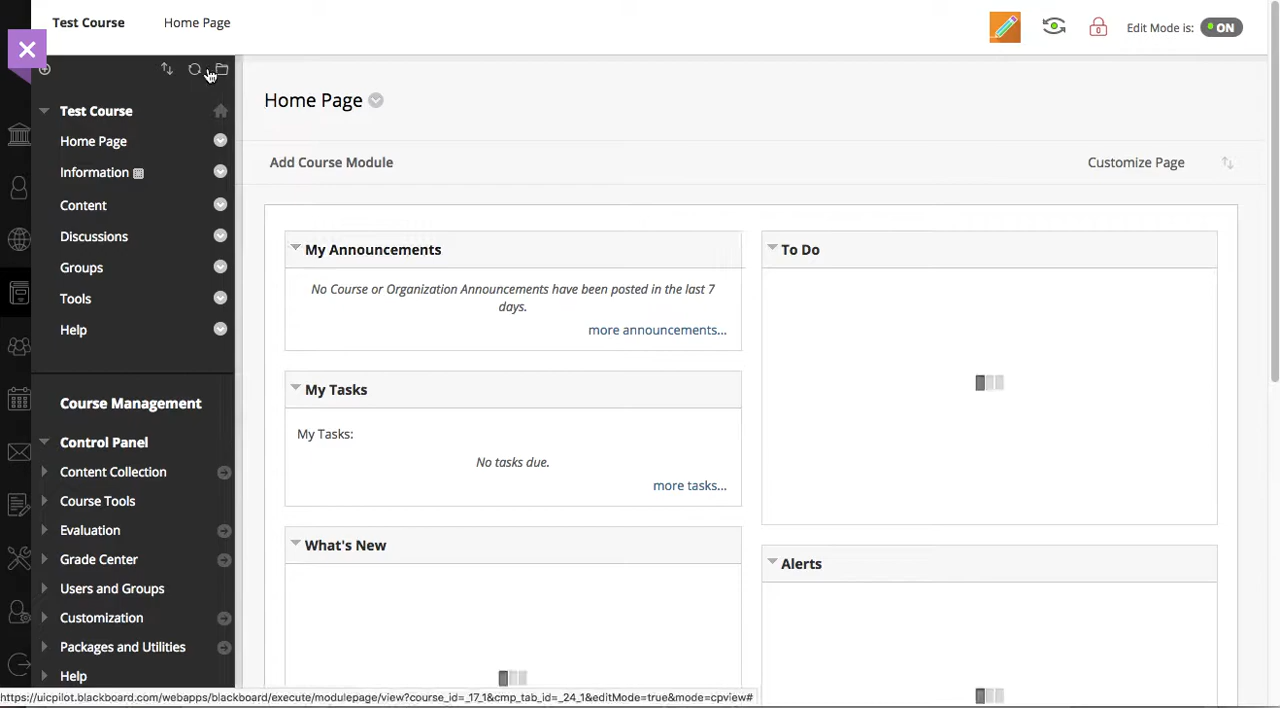 Test Course
Home Page
Edit Mode is:
ON
Test Course
Home Page
Information
Content
Discussions
Groups
Tools
Help
Course Management
Control Panel
Content Collection
Course Tools
Evaluation
Grade Center
Users and Groups
Customization
Packages and Utilities
Help
Home Page
Add Course Module
Customize Page
My Announcements
No Course or Organization Announcements have been posted in the last 7
days.
more announcements...
My Tasks
My Tasks:
No tasks due.
more tasks...
What's New
To Do
Alerts
https://uicpilot.blackboard.com/webapps/blackboard/execute/modulepage/view?course_id=_17_1&cmp_tab_id=_24_1&editMode=true&mode=cpview#